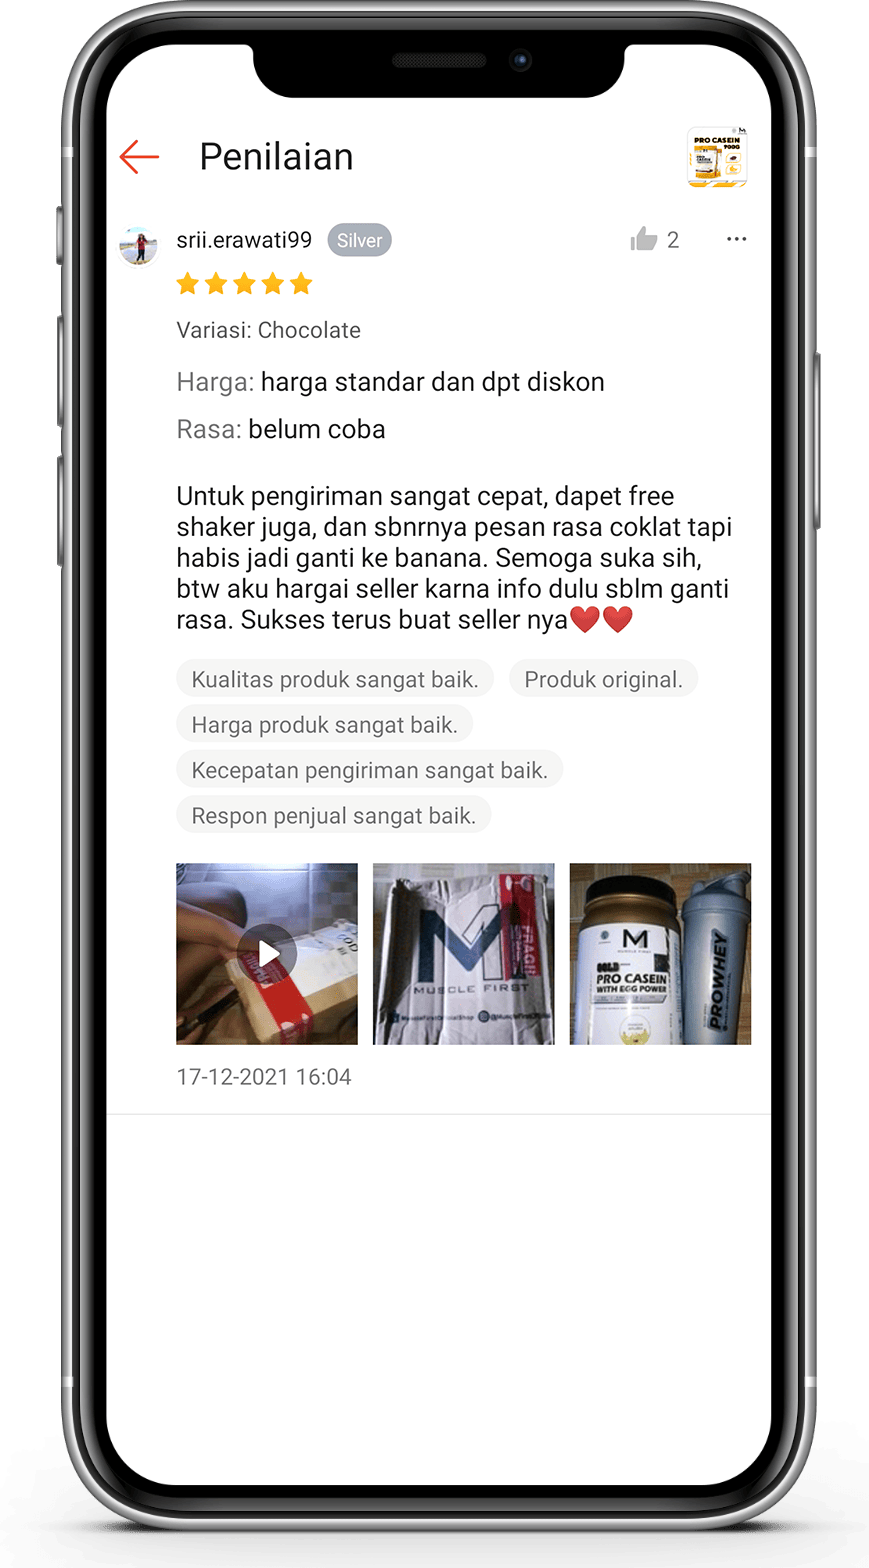 Penilaian
PRO CASEIN
700G
srii.erawati99
Silver
2
Variasi: Chocolate
Harga: harga standar dan dpt diskon
Rasa: belum coba
Untuk pengiriman sangat cepat, dapet free
shaker juga, dan sbnrnya pesan rasa coklat tapi
habis jadi ganti ke banana. Semoga suka sih,
btw aku hargai seller karna info dulu sblm ganti
rasa. Sukses terus buat seller nya❤️❤️
Kualitas produk sangat baik.
Produk original.
Harga produk sangat baik.
Kecepatan pengiriman sangat baik.
Respon penjual sangat baik.
M
MUSCLE FIRST
M
MUSCLE FIRST
GOLD
PRO CASEIN
WITH EGG POWER
PROWHEY
17-12-2021 16:04